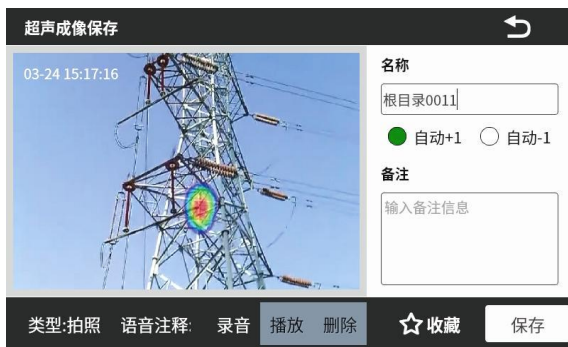 超声成像保存
03-24 15:17:16
名称
根目录0011
自动+1 自动-1
备注
输入备注信息
类型:拍照 语音注释: 录音 播放 删除 收藏 保存